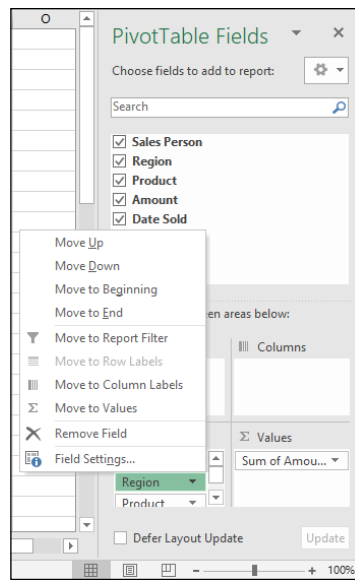 O
PivotTable Fields
Choose fields to add to report:
Search
Sales Person
Region
Product
Amount
Date Sold
Move Up
Move Down
Move to Beginning
Move to End
en areas below:
Move to Report Filter
Move to Row Labels
Columns
Move to Column Labels
Move to Values
Remove Field
Σ Values
Field Settings...
Sum of Amou...
Region
Product
Defer Layout Update
Update
100%